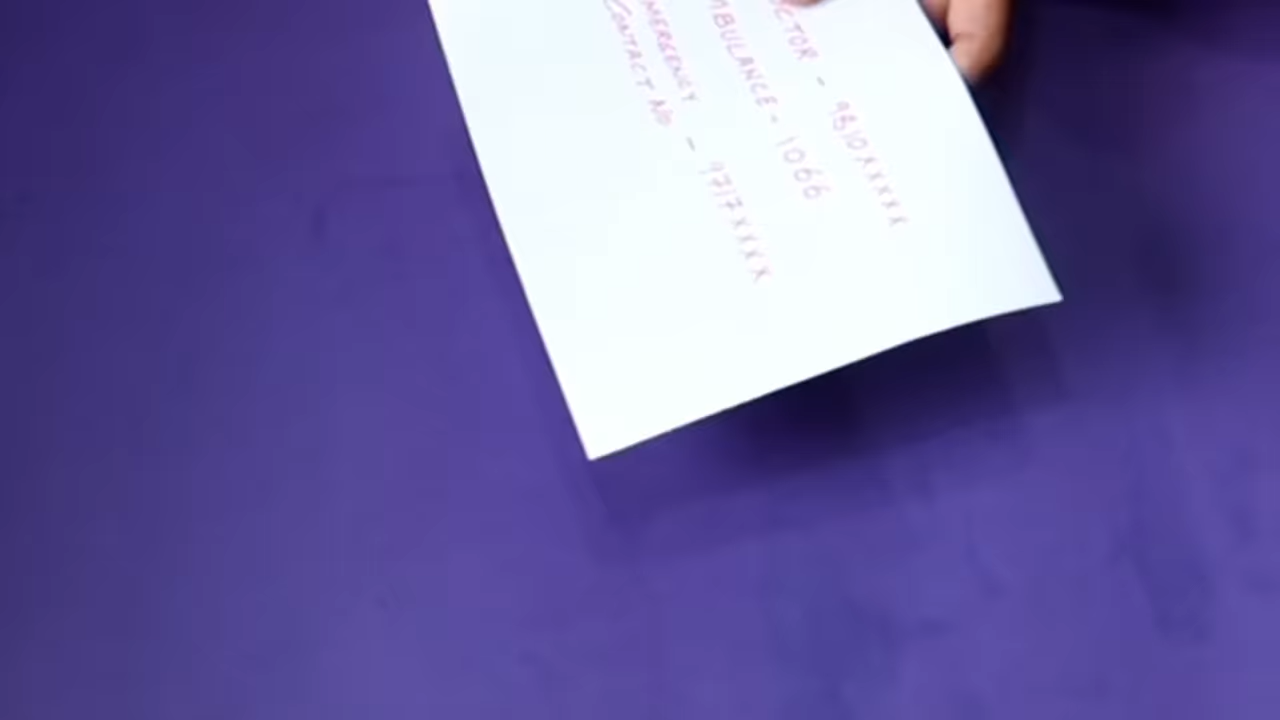 CTOR - 9810XXXXX
MBULANCE - 1066
MERGENCY
CONTACT NO - 9717XXXX